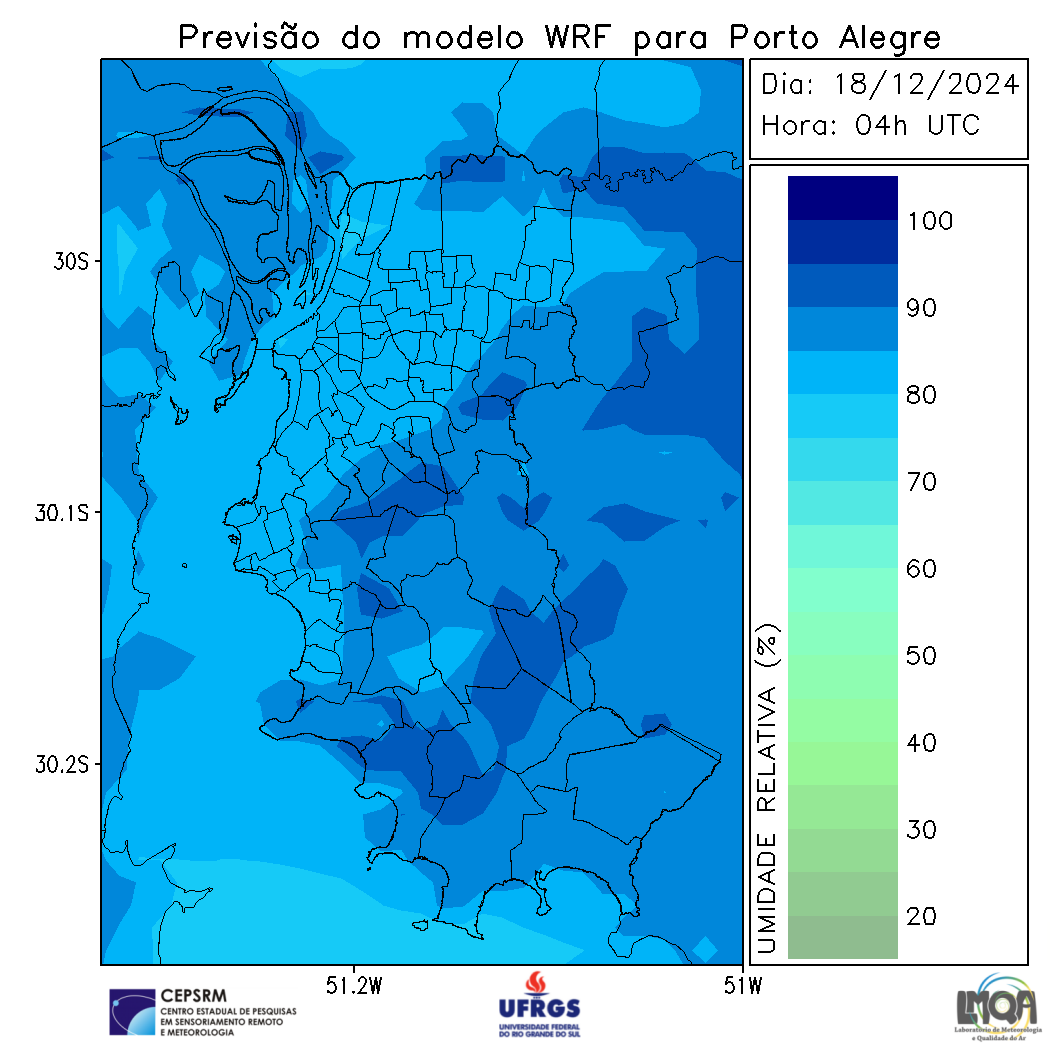 Previsão do modelo WRF para Porto Alegre
Dia: 18/12/2024
Hora: 04h UTC
30S
30.1S
30.2S
51.2W
51W
100
90
80
70
60
50
40
30
20
UMIDADE RELATIVA (%)
CEPSRM
CENTRO ESTADUAL DE PESQUISAS
EM SENSORIAMENTO REMOTO
E METEOROLOGIA
UFRGS
UNIVERSIDADE FEDERAL
DO RIO GRANDE DO SUL
LMQA
Laboratório de Meteorologia
e Qualidade do Ar